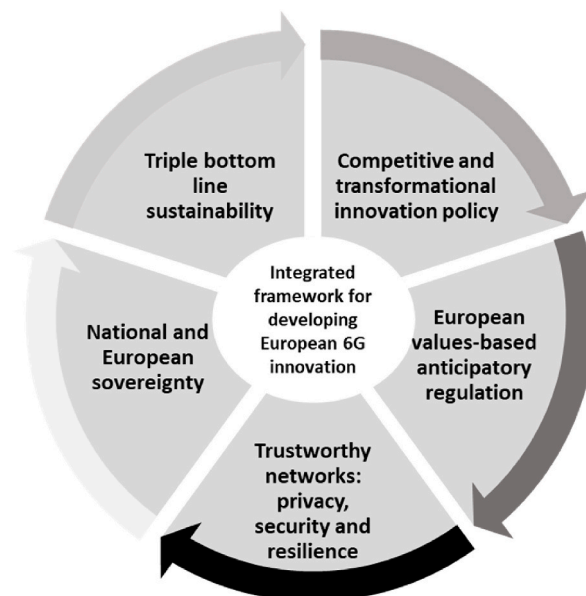 Triple bottom
line
sustainability
Competitive and
transformational
innovation policy
Integrated
framework for
developing
European 6G
innovation
National and
European
sovereignty
European
values-based
anticipatory
regulation
Trustworthy
networks:
privacy,
security and
resilience